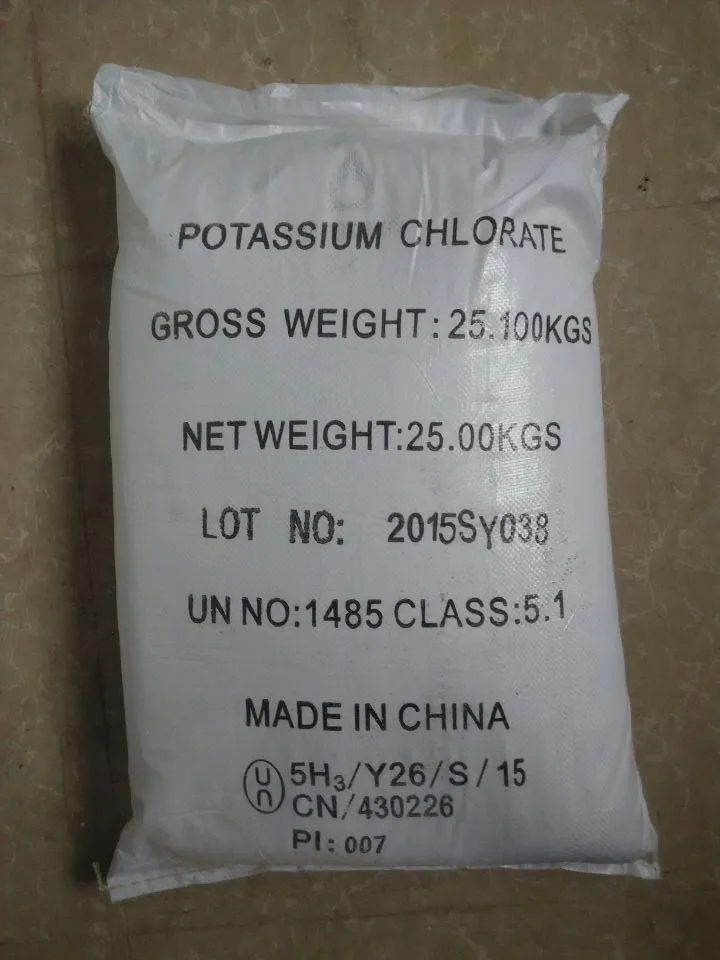 POTASSIUM CHLORATE
GROSS WEIGHT: 25.100KGS
NET WEIGHT:25.00KGS
LOT NO: 2015SY038
UN NO:1485 CLASS:5.1
MADE IN CHINA
un 5H₃/Y26/S/15
CN/430226
PI: 007